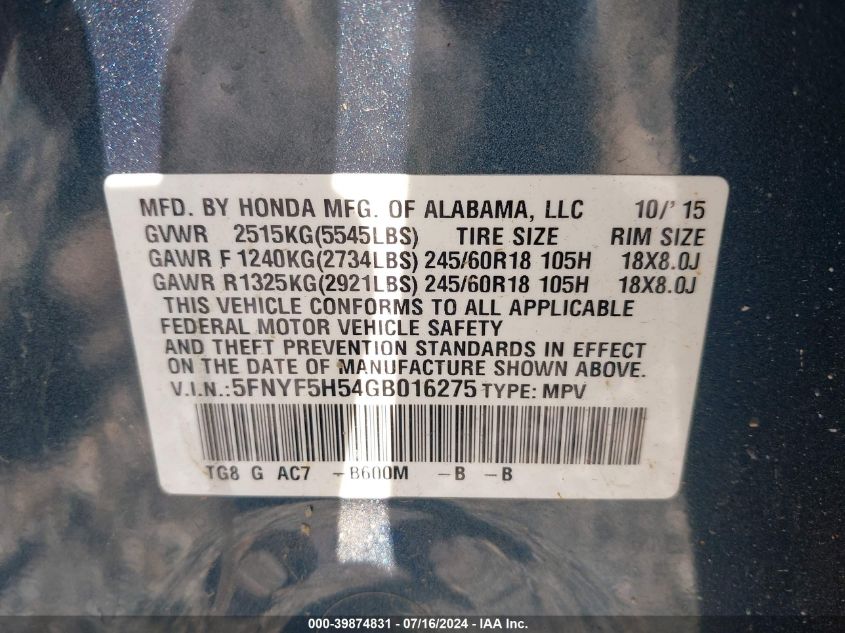 MFD. BY HONDA MFG. OF ALABAMA, LLC 10/' 15
GVWR 2515KG(5545LBS) TIRE SIZE RIM SIZE
GAWR F 1240KG(2734LBS) 245/60R18 105H 18X8.0J
GAWR R1325KG(2921LBS) 245/60R18 105H 18X8.0J
THIS VEHICLE CONFORMS TO ALL APPLICABLE
FEDERAL MOTOR VEHICLE SAFETY
AND THEFT PREVENTION STANDARDS IN EFFECT
ON THE DATE OF MANUFACTURE SHOWN ABOVE.
V.I.N.:5FNYF5H54GB016275 TYPE: MPV
TG8 G AC7 -B600M -B -B
000-39874831 - 07/16/2024 - IAA Inc.